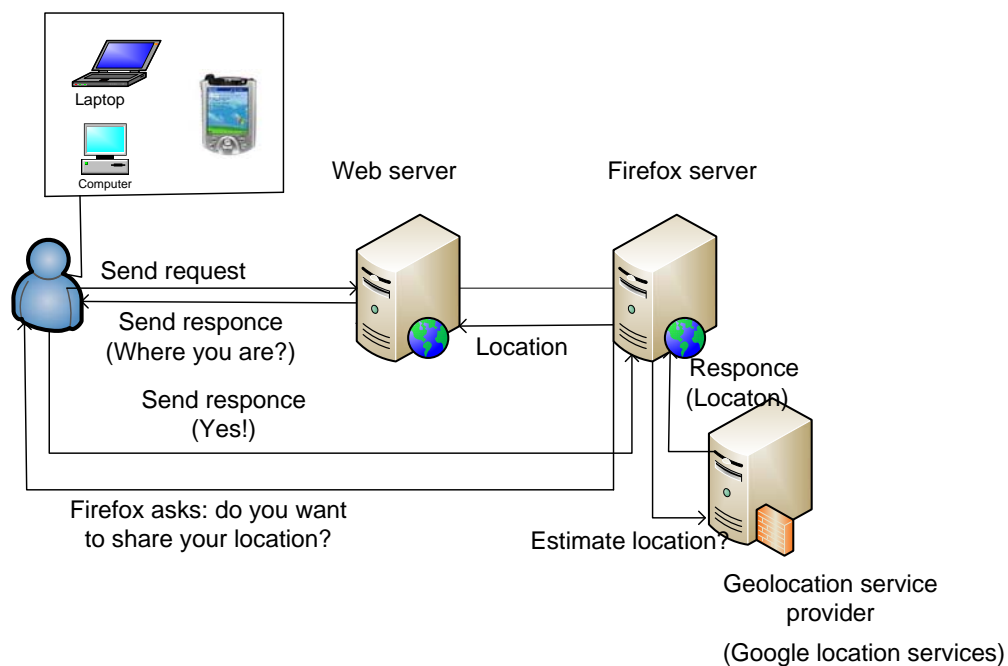 Laptop
Computer
Web server
Firefox server
Send request
Send responce
(Where you are?)
Location
Responce
(Locaton)
Send responce
(Yes!)
Firefox asks: do you want
to share your location?
Estimate location?
Geolocation service
provider
(Google location services)